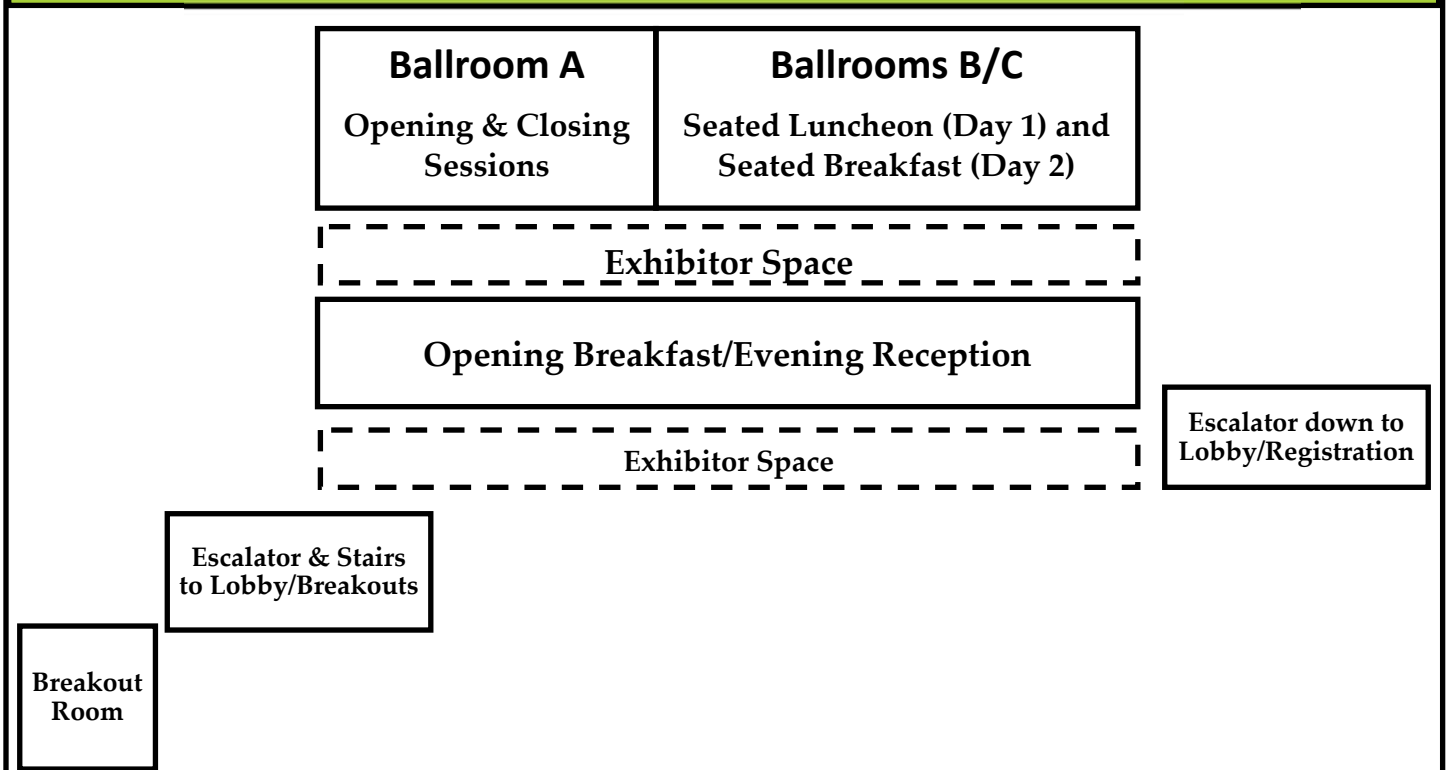 Ballroom A
Opening & Closing
Sessions
Ballrooms B/C
Seated Luncheon (Day 1) and
Seated Breakfast (Day 2)
Exhibitor Space
Opening Breakfast/Evening Reception
Exhibitor Space
Escalator down to
Lobby/Registration
Escalator & Stairs
to Lobby/Breakouts
Breakout
Room